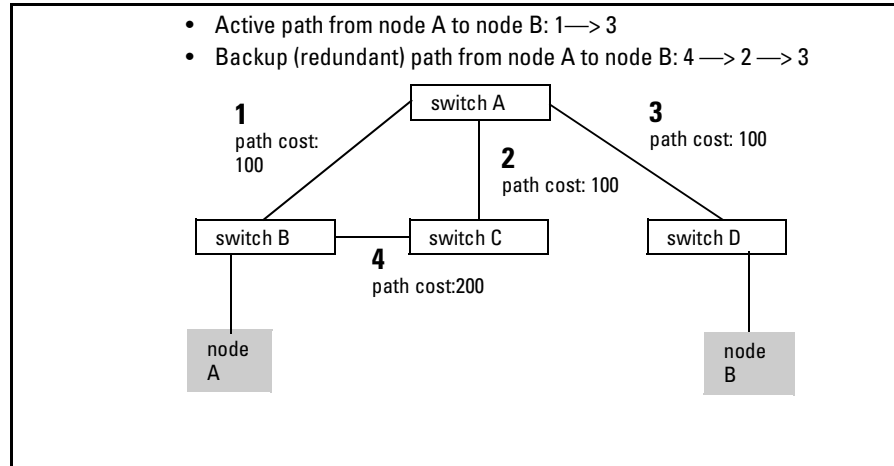 • Active path from node A to node B: 1—> 3
• Backup (redundant) path from node A to node B: 4 —> 2 —> 3
switch A
1
path cost:
100
3
path cost: 100
2
path cost: 100
switch B
switch C
switch D
4
path cost:200
node
A
node
B